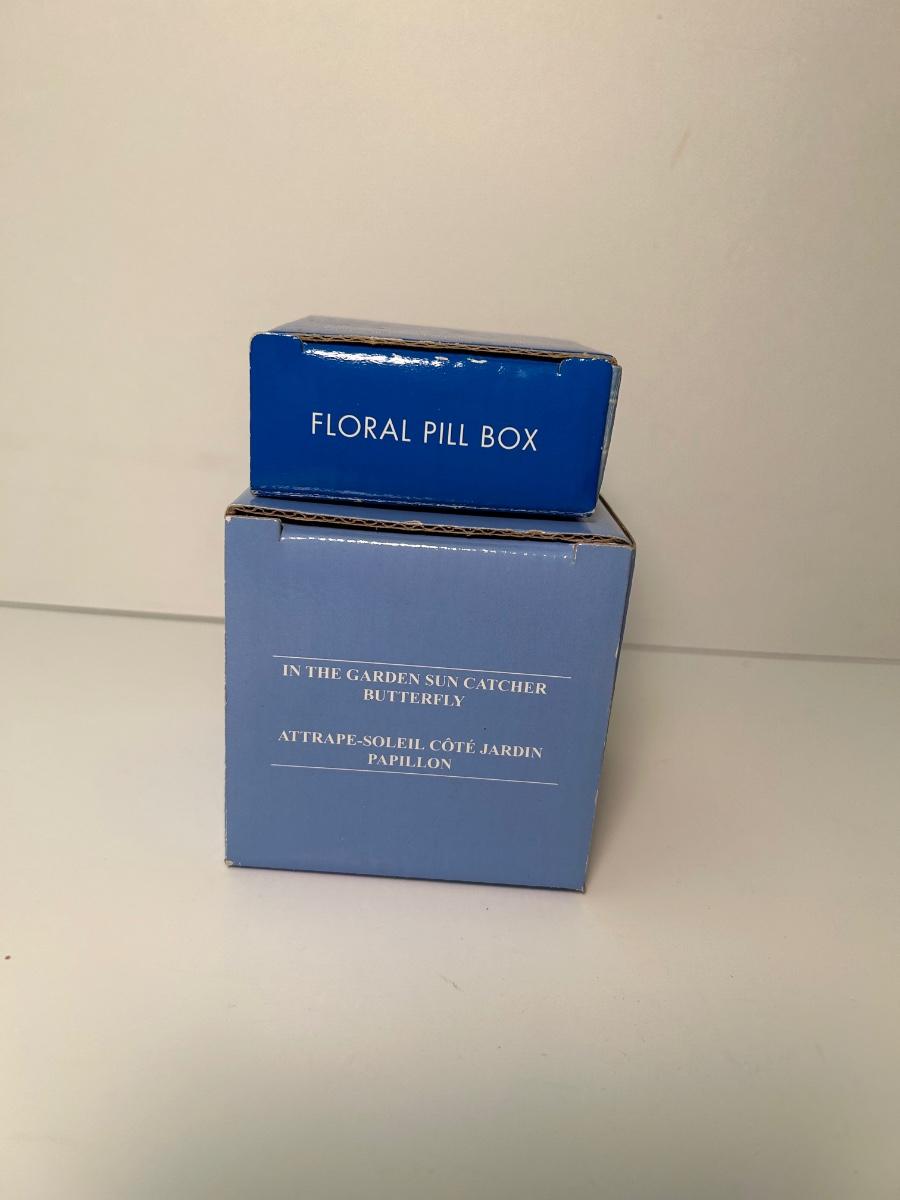 FLORAL PILL BOX
IN THE GARDEN SUN CATCHER
BUTTERFLY
ATTRAPE-SOLEIL CÔTÉ JARDIN
PAPILLON